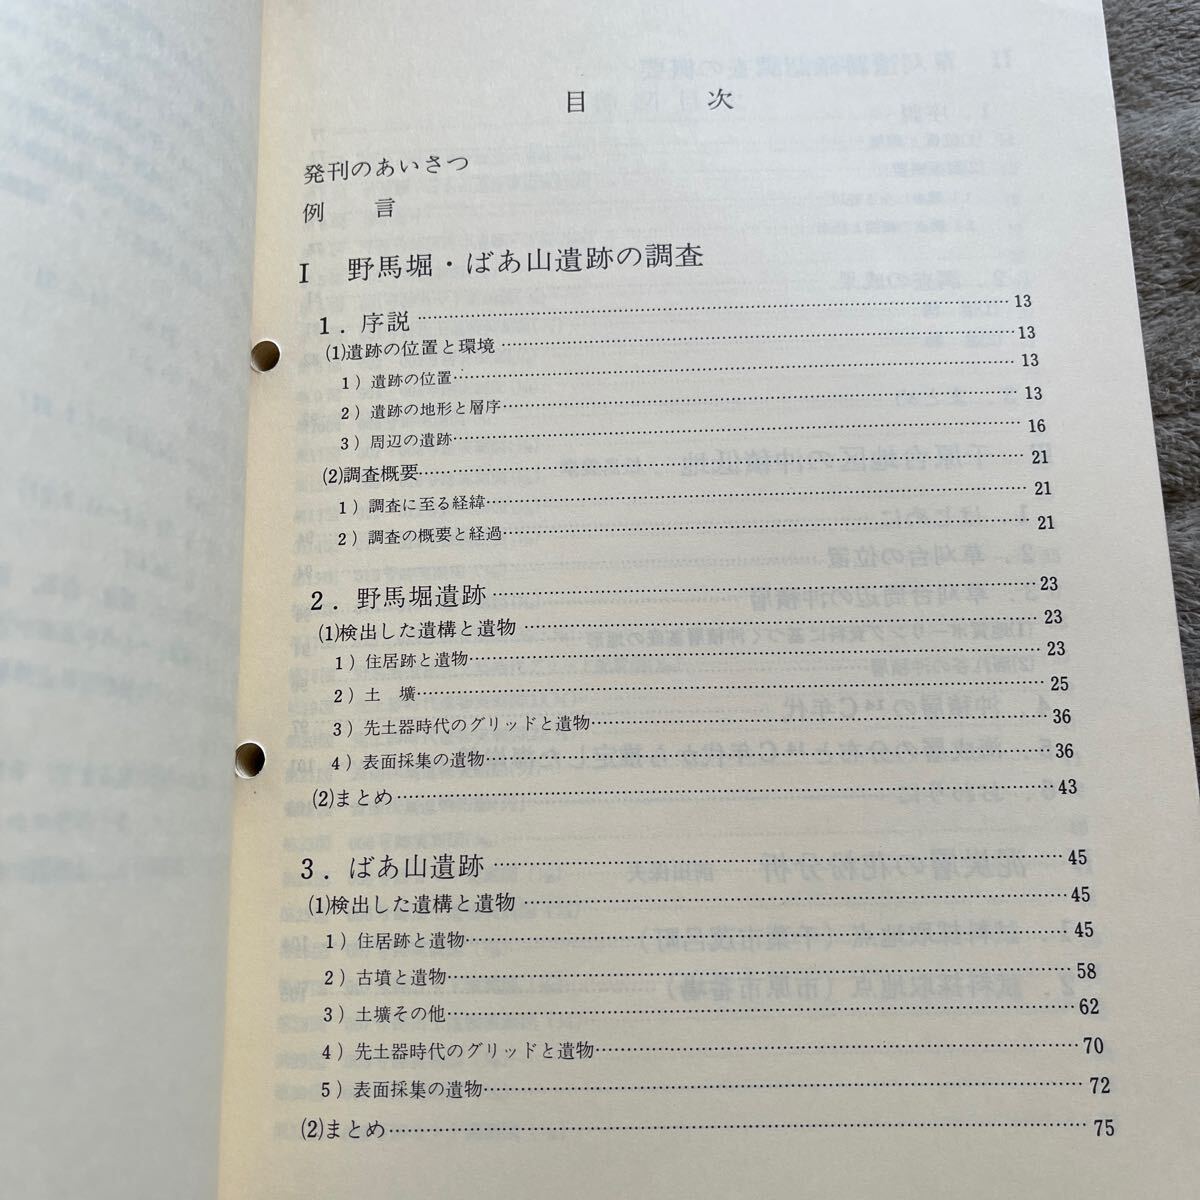 目次
発刊のあいさつ
例言
I 野馬堀・ばあ山遺跡の調査
1．序説……13
(1)遺跡の位置と環境……13
1）遺跡の位置……13
2）遺跡の地形と層序……13
3）周辺の遺跡……16
(2)調査概要……21
1）調査に至る経緯……21
2）調査の概要と経過……21
2．野馬堀遺跡……23
(1)検出した遺構と遺物……23
1）住居跡と遺物……23
2）土壙……25
3）先土器時代のグリッドと遺物……36
4）表面採集の遺物……36
(2)まとめ……43
3．ばあ山遺跡……45
(1)検出した遺構と遺物……45
1）住居跡と遺物……45
2）古墳と遺物……58
3）土壙その他……62
4）先土器時代のグリッドと遺物……70
5）表面採集の遺物……72
(2)まとめ……75